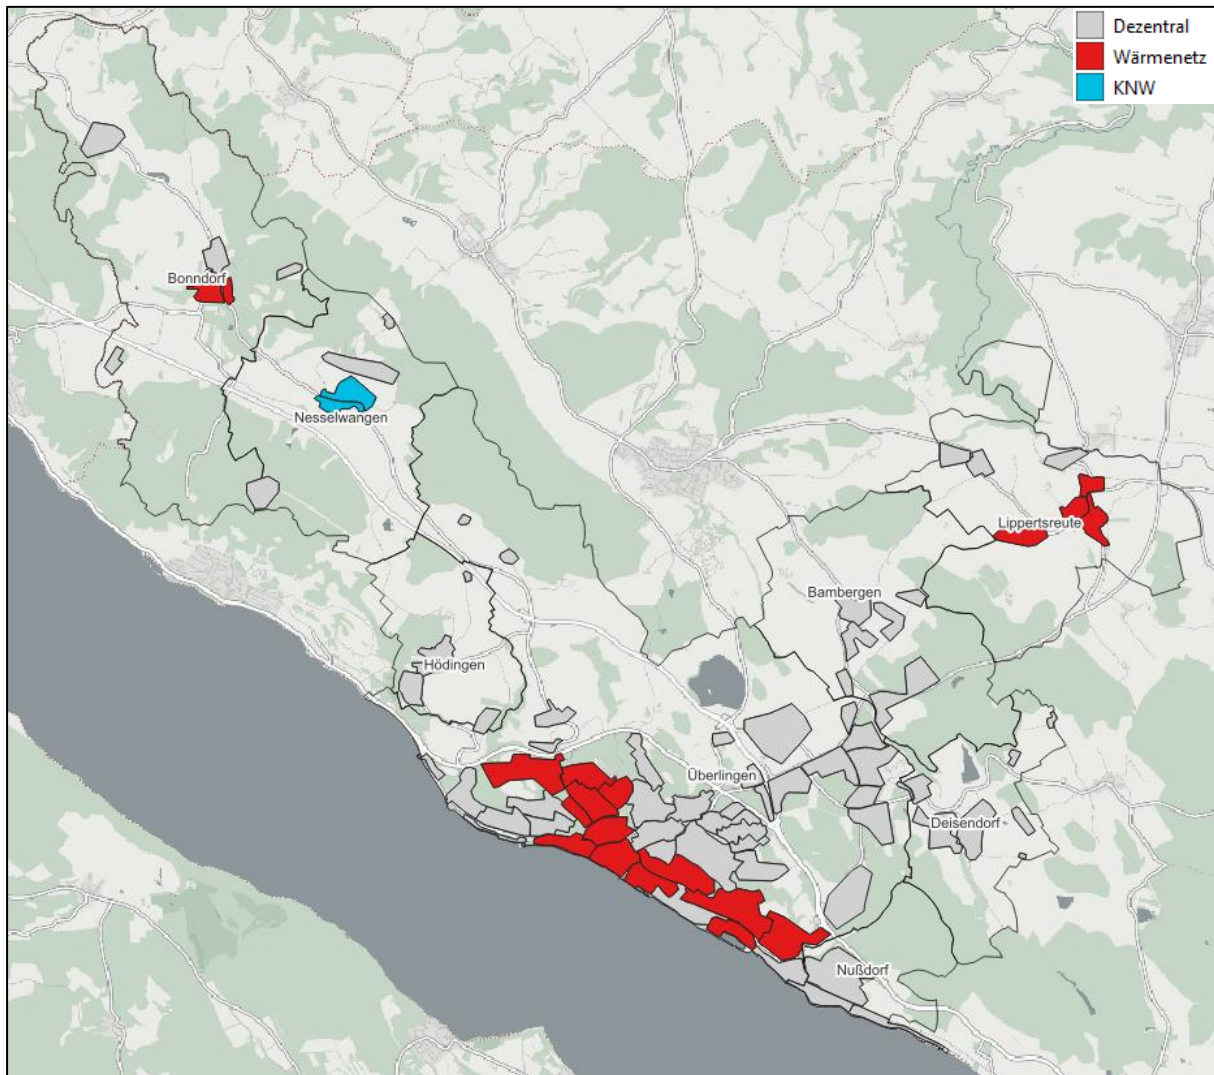 Dezentral
Wärmenetz
KNW
Bonndorf
Nesselwangen
Lippertsreute
Bambergen
Hödingen
Überlingen
Deisendorf
Nußdorf